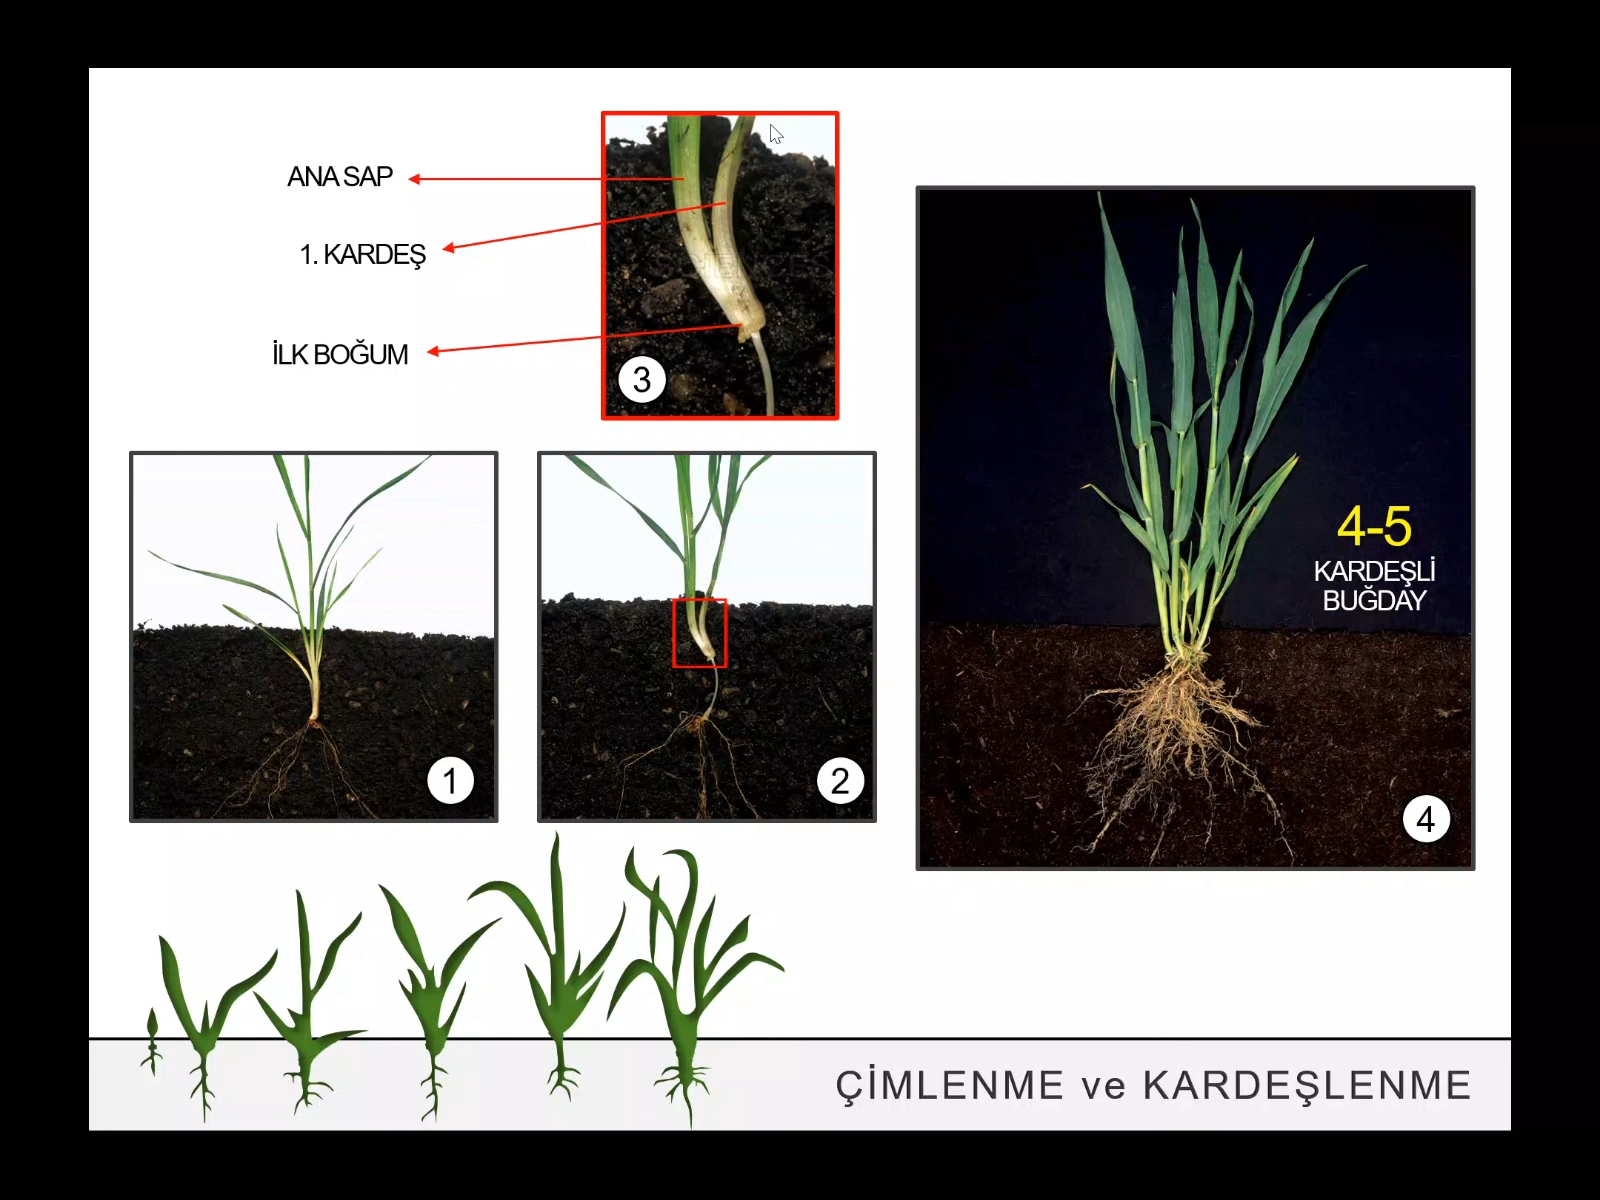 ANA SAP
1. KARDEŞ
İLK BOĞUM
3
1
2
4-5
KARDEŞLİ
BUĞDAY
4
ÇİMLENME ve KARDEŞLENME